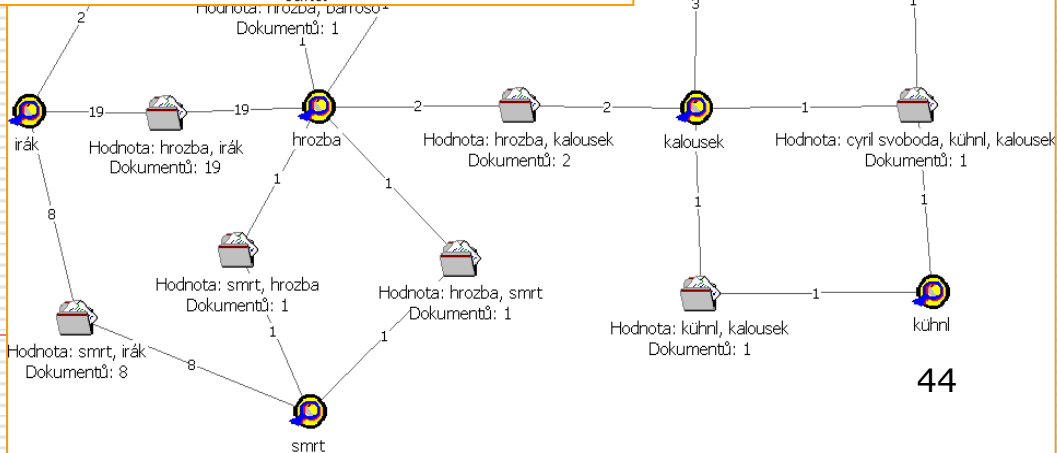 2
3
1
Hodnota: hrozba, barroso
1
Dokumentů: 1
1
19
19
2
2
1
irák
Hodnota: hrozba, irák
Dokumentů: 19
hrozba
Hodnota: hrozba, kalousek
Dokumentů: 2
kalousek
Hodnota: cyril svoboda, kühnl, kalousek
Dokumentů: 1
8
1
1
1
1
Hodnota: smrt, hrozba
Dokumentů: 1
Hodnota: hrozba, smrt
Dokumentů: 1
1
kühnl
Hodnota: kühnl, kalousek
Dokumentů: 1
Hodnota: smrt, irák
Dokumentů: 8
8
1
1
44
smrt